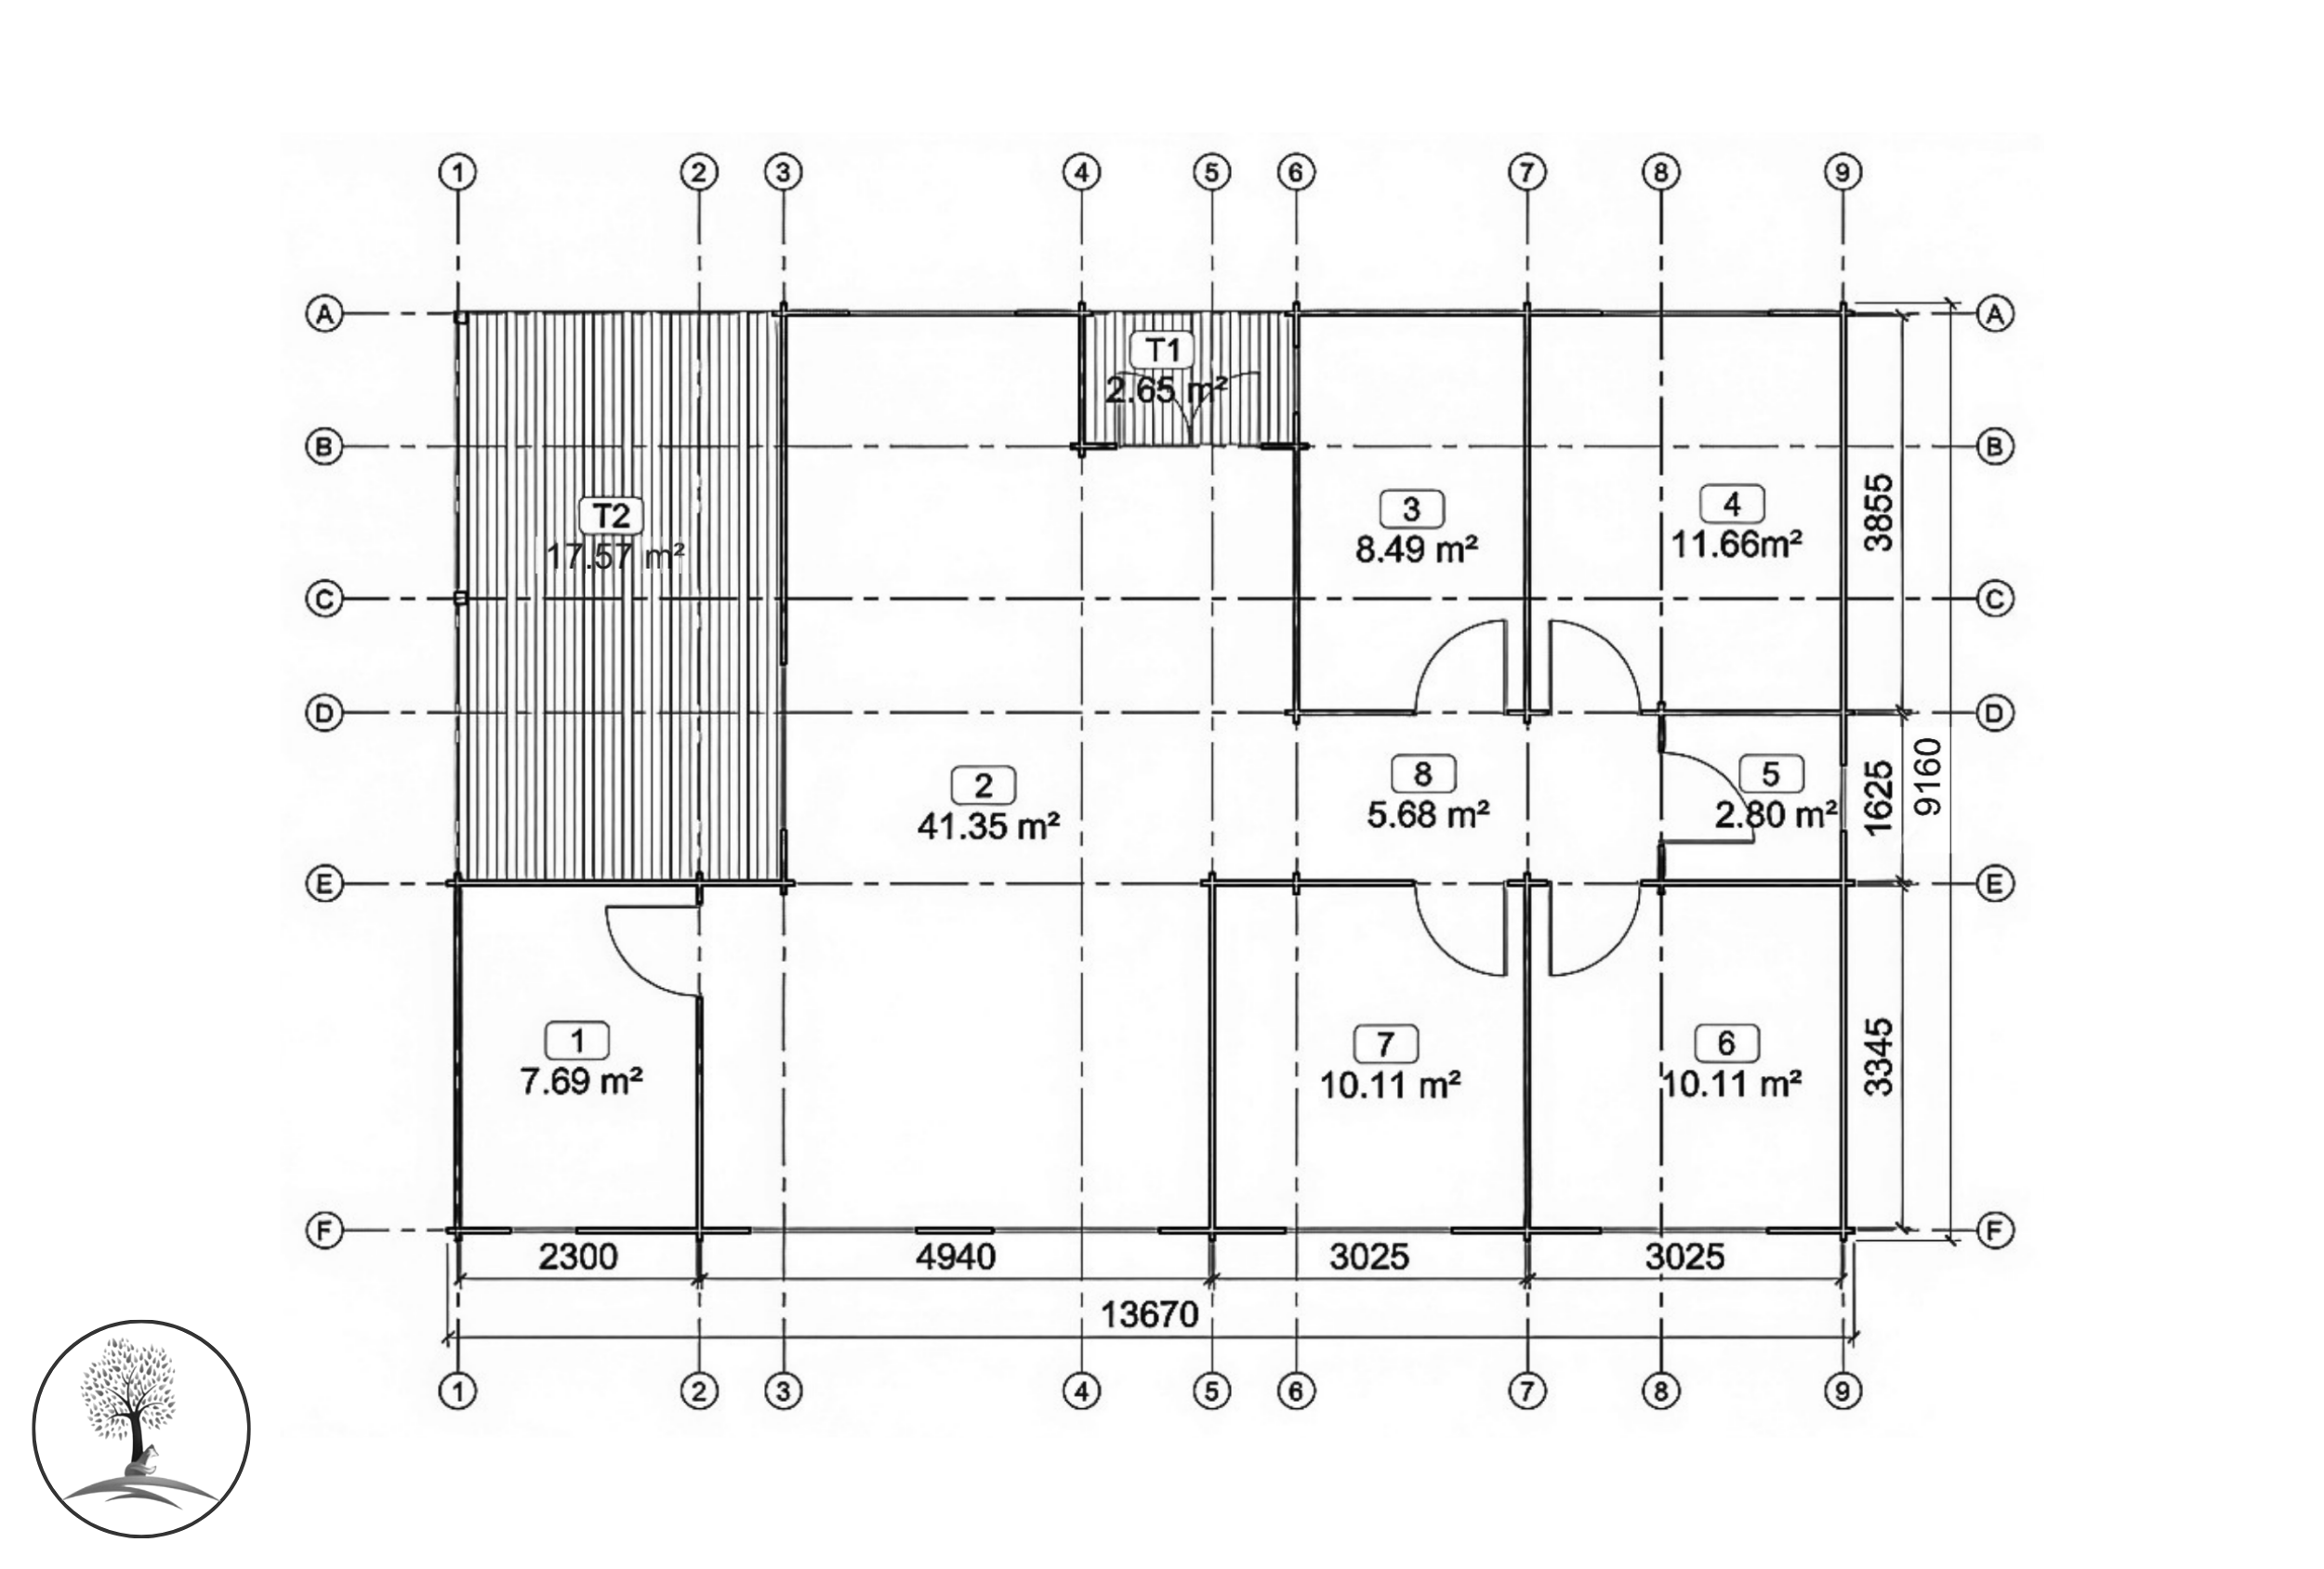 1 2 3 4 5 6 7 8 9
A A
T1
2.65 m²
B B
T2
17.57 m²
3
8.49 m²
4
11.66m²
3855
C C
D D
2
41.35 m²
8
5.68 m²
5
2.80 m²
1625
9160
E E
1
7.69 m²
7
10.11 m²
6
10.11 m²
3345
F F
2300 4940 3025 3025
13670
1 2 3 4 5 6 7 8 9